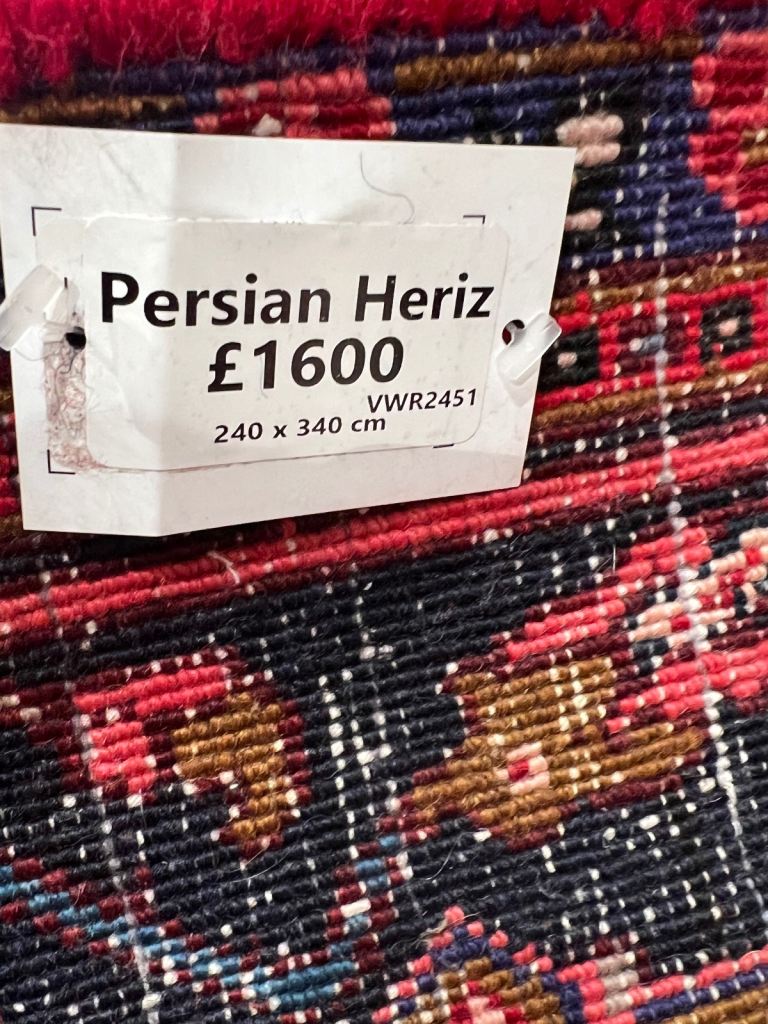 Persian Heriz
£1600
VWR2451
240 x 340 cm